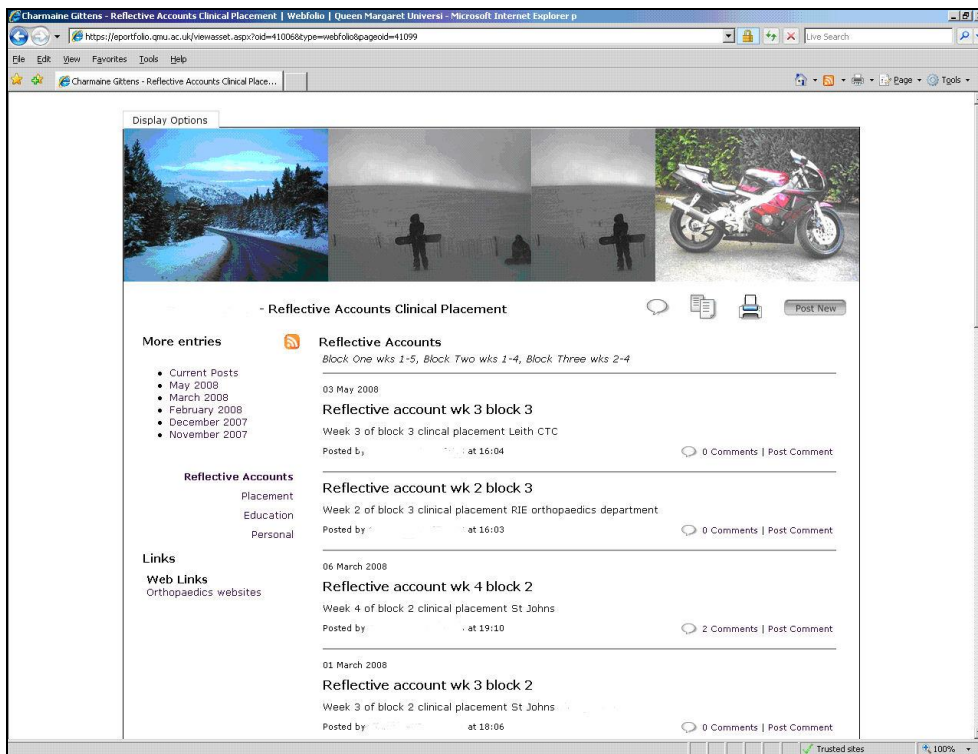 Charmaine Gittens - Reflective Accounts Clinical Placement | Webfolio | Queen Margaret Universi - Microsoft Internet Explorer p
https://eportfolio.qmu.ac.uk/viewasset.aspx?oid=41006&type=webfolio&pageoid=41099
Live Search
File Edit View Favorites Tools Help
Charmaine Gittens - Reflective Accounts Clinical Place...
Page Tools
Display Options
- Reflective Accounts Clinical Placement
Post New
More entries
Current Posts
May 2008
March 2008
February 2008
December 2007
November 2007
Reflective Accounts
Placement
Education
Personal
Links
Web Links
Orthopaedics websites
Reflective Accounts
Block One wks 1-5, Block Two wks 1-4, Block Three wks 2-4
03 May 2008
Reflective account wk 3 block 3
Week 3 of block 3 clincal placement Leith CTC
Posted by at 16:04
0 Comments | Post Comment
Reflective account wk 2 block 3
Week 2 of block 3 clinical placement RIE orthopaedics department
Posted by at 16:03
0 Comments | Post Comment
06 March 2008
Reflective account wk 4 block 2
Week 4 of block 2 clinical placement St Johns
Posted by at 19:10
2 Comments | Post Comment
01 March 2008
Reflective account wk 3 block 2
Week 3 of block 2 clinical placement St Johns
Posted by at 18:06
0 Comments | Post Comment
Trusted sites
100%